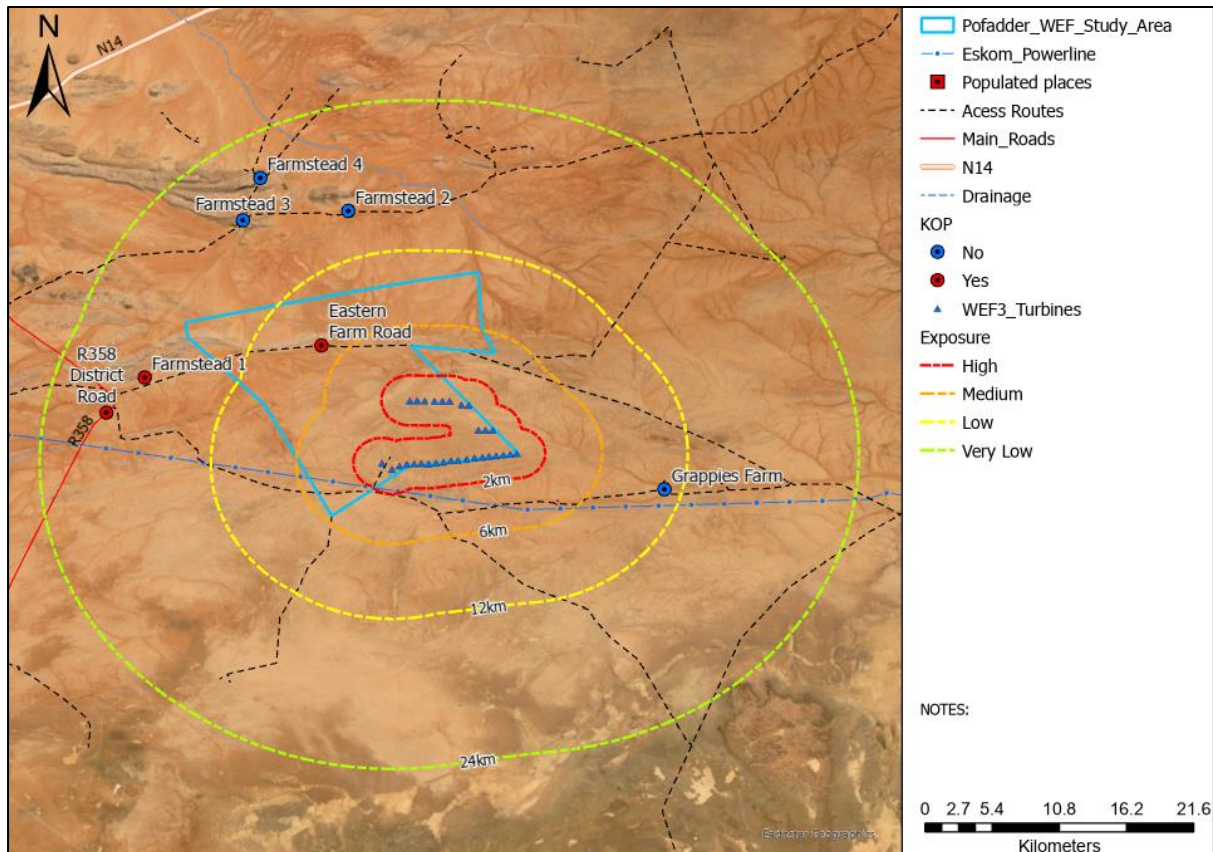 N
N14
Farmstead 4
Farmstead 3
Farmstead 2
Eastern
Farm Road
R358
District
Road
Farmstead 1
R358
Grappies Farm
2km
6km
12km
24km
Earthstar Geographics
Pofadder_WEF_Study_Area
Eskom_Powerline
Populated places
Acess Routes
Main_Roads
N14
Drainage
KOP
No
Yes
WEF3_Turbines
Exposure
High
Medium
Low
Very Low
NOTES:
0 2.7 5.4 10.8 16.2 21.6
Kilometers